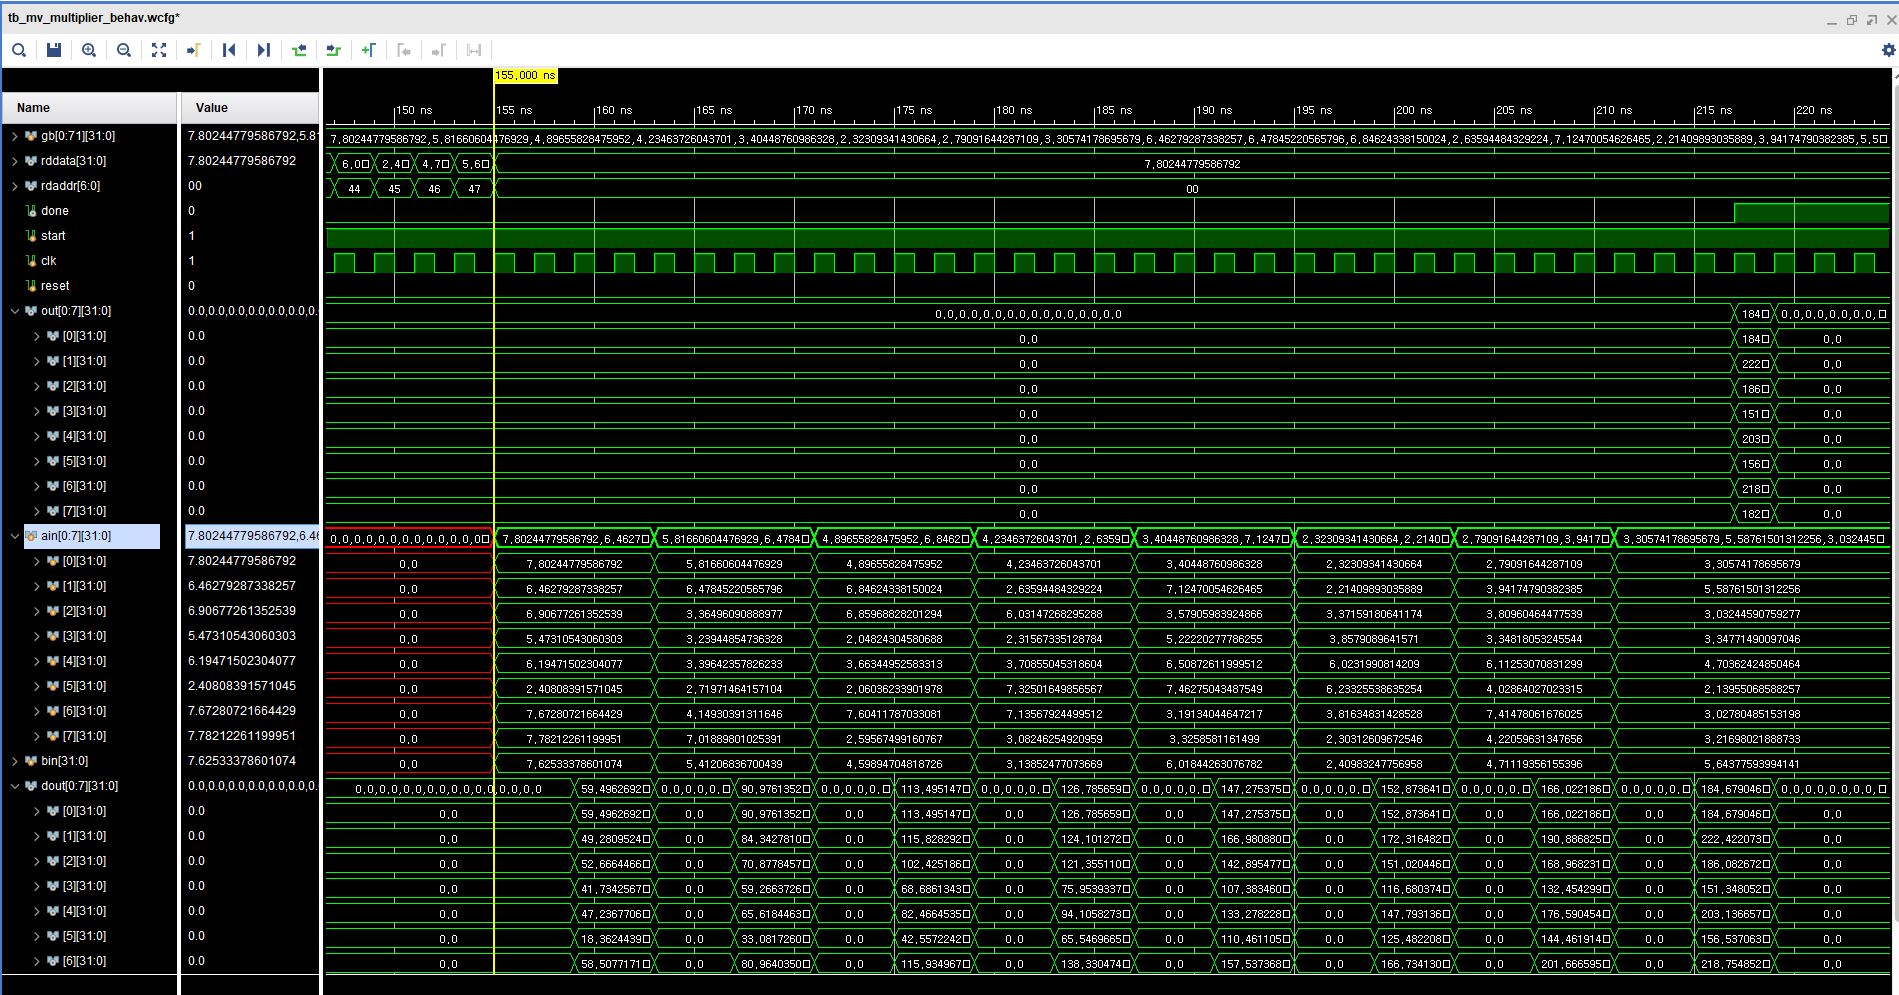 tb_mv_multiplier_behav.wcfg*
155,000 ns
150 ns 155 ns 160 ns 165 ns 170 ns 175 ns 180 ns 185 ns 190 ns 195 ns 200 ns 205 ns 210 ns 215 ns 220 ns
Name Value
gb[0:71][31:0] 7.80244779586792,5.81 7,80244779586792,5,81660604476929,4,89655828475952,4,23463726043701,3,40448760986328,2,32309341430664,2,79091644287109,3,30574178695679,6,46279287338257,6,47845220565796,6,84624338150024,2,63594484329224,7,12470054626465,2,21409893035889,3,94174790382385,5,5
rddata[31:0] 7.80244779586792 6,0 2,4 4,7 5,6 7,80244779586792
rdaddr[6:0] 00 44 45 46 47 00
done 0
start 1
clk 1
reset 0
out[0:7][31:0] 0.0,0.0,0.0,0.0,0.0,0.0,0. 0,0,0,0,0,0,0,0,0,0,0,0,0,0,0,0 184 0,0,0,0,0,0,0,0,
[0][31:0] 0.0 0,0 184 0,0
[1][31:0] 0.0 0,0 222 0,0
[2][31:0] 0.0 0,0 186 0,0
[3][31:0] 0.0 0,0 151 0,0
[4][31:0] 0.0 0,0 203 0,0
[5][31:0] 0.0 0,0 156 0,0
[6][31:0] 0.0 0,0 218 0,0
[7][31:0] 0.0 0,0 182 0,0
ain[0:7][31:0] 7.80244779586792,6.46 0,0,0,0,0,0,0,0,0,0,0,0,0,0 7,80244779586792,6,4627 5,81660604476929,6,4784 4,89655828475952,6,8462 4,23463726043701,2,6359 3,40448760986328,7,1247 2,32309341430664,2,2140 2,79091644287109,3,9417 3,30574178695679,5,58761501312256,3,032445
[0][31:0] 7.80244779586792 0,0 7,80244779586792 5,81660604476929 4,89655828475952 4,23463726043701 3,40448760986328 2,32309341430664 2,79091644287109 3,30574178695679
[1][31:0] 6.46279287338257 0,0 6,46279287338257 6,47845220565796 6,84624338150024 2,63594484329224 7,12470054626465 2,21409893035889 3,94174790382385 5,58761501312256
[2][31:0] 6.90677261352539 0,0 6,90677261352539 3,36496090888977 6,85968828201294 6,03147268295288 3,57905983924866 3,37159180641174 3,80960464477539 3,03244590759277
[3][31:0] 5.47310543060303 0,0 5,47310543060303 3,23944854736328 2,04824304580688 2,31567335128784 5,22220277786255 3,8579089641571 3,34818053245544 3,34771490097046
[4][31:0] 6.19471502304077 0,0 6,19471502304077 3,39642357826233 3,66344952583313 3,70855045318604 6,50872611999512 6,0231990814209 6,11253070831299 4,70362424850464
[5][31:0] 2.40808391571045 0,0 2,40808391571045 2,71971464157104 2,06036233901978 7,32501649856567 7,46275043487549 6,23325538635254 4,02864027023315 2,13955068588257
[6][31:0] 7.67280721664429 0,0 7,67280721664429 4,14930391311646 7,60411787033081 7,13567924499512 3,19134044647217 3,81634831428528 7,41478061676025 3,02780485153198
[7][31:0] 7.78212261199951 0,0 7,78212261199951 7,01889801025391 2,59567499160767 3,08246254920959 3,3258581161499 2,30312609672546 4,22059631347656 3,21698021888733
bin[31:0] 7.62533378601074 0,0 7,62533378601074 5,41206836700439 4,59894704818726 3,13852477073669 6,01844263076782 2,40983247756958 4,71119356155396 5,64377593994141
dout[0:7][31:0] 0.0,0.0,0.0,0.0,0.0,0.0,0. 0,0,0,0,0,0,0,0,0,0,0,0,0,0,0,0 59,4962692 0,0,0,0,0,0, 90,9761352 0,0,0,0,0,0, 113,495147 0,0,0,0,0,0, 126,785659 0,0,0,0,0,0, 147,275375 0,0,0,0,0,0, 152,873641 0,0,0,0,0,0, 166,022186 0,0,0,0,0,0, 184,679046 0,0,0,0,0,0,0,0,
[0][31:0] 0.0 0,0 59,4962692 0,0 90,9761352 0,0 113,495147 0,0 126,785659 0,0 147,275375 0,0 152,873641 0,0 166,022186 0,0 184,679046 0,0
[1][31:0] 0.0 0,0 49,2809524 0,0 84,3427810 0,0 115,828292 0,0 124,101272 0,0 166,980880 0,0 172,316482 0,0 190,886825 0,0 222,422073 0,0
[2][31:0] 0.0 0,0 52,6664466 0,0 70,8778457 0,0 102,425186 0,0 121,355110 0,0 142,895477 0,0 151,020446 0,0 168,968231 0,0 186,082672 0,0
[3][31:0] 0.0 0,0 41,7342567 0,0 59,2663726 0,0 68,6861343 0,0 75,9539337 0,0 107,383460 0,0 116,680374 0,0 132,454299 0,0 151,348052 0,0
[4][31:0] 0.0 0,0 47,2367706 0,0 65,6184463 0,0 82,4664535 0,0 94,1058273 0,0 133,278228 0,0 147,793136 0,0 176,590454 0,0 203,136657 0,0
[5][31:0] 0.0 0,0 18,3624439 0,0 33,0817260 0,0 42,5572242 0,0 65,5469665 0,0 110,461105 0,0 125,482208 0,0 144,461914 0,0 156,537063 0,0
[6][31:0] 0.0 0,0 58,5077171 0,0 80,9640350 0,0 115,934967 0,0 138,330474 0,0 157,537368 0,0 166,734130 0,0 201,666595 0,0 218,754852 0,0